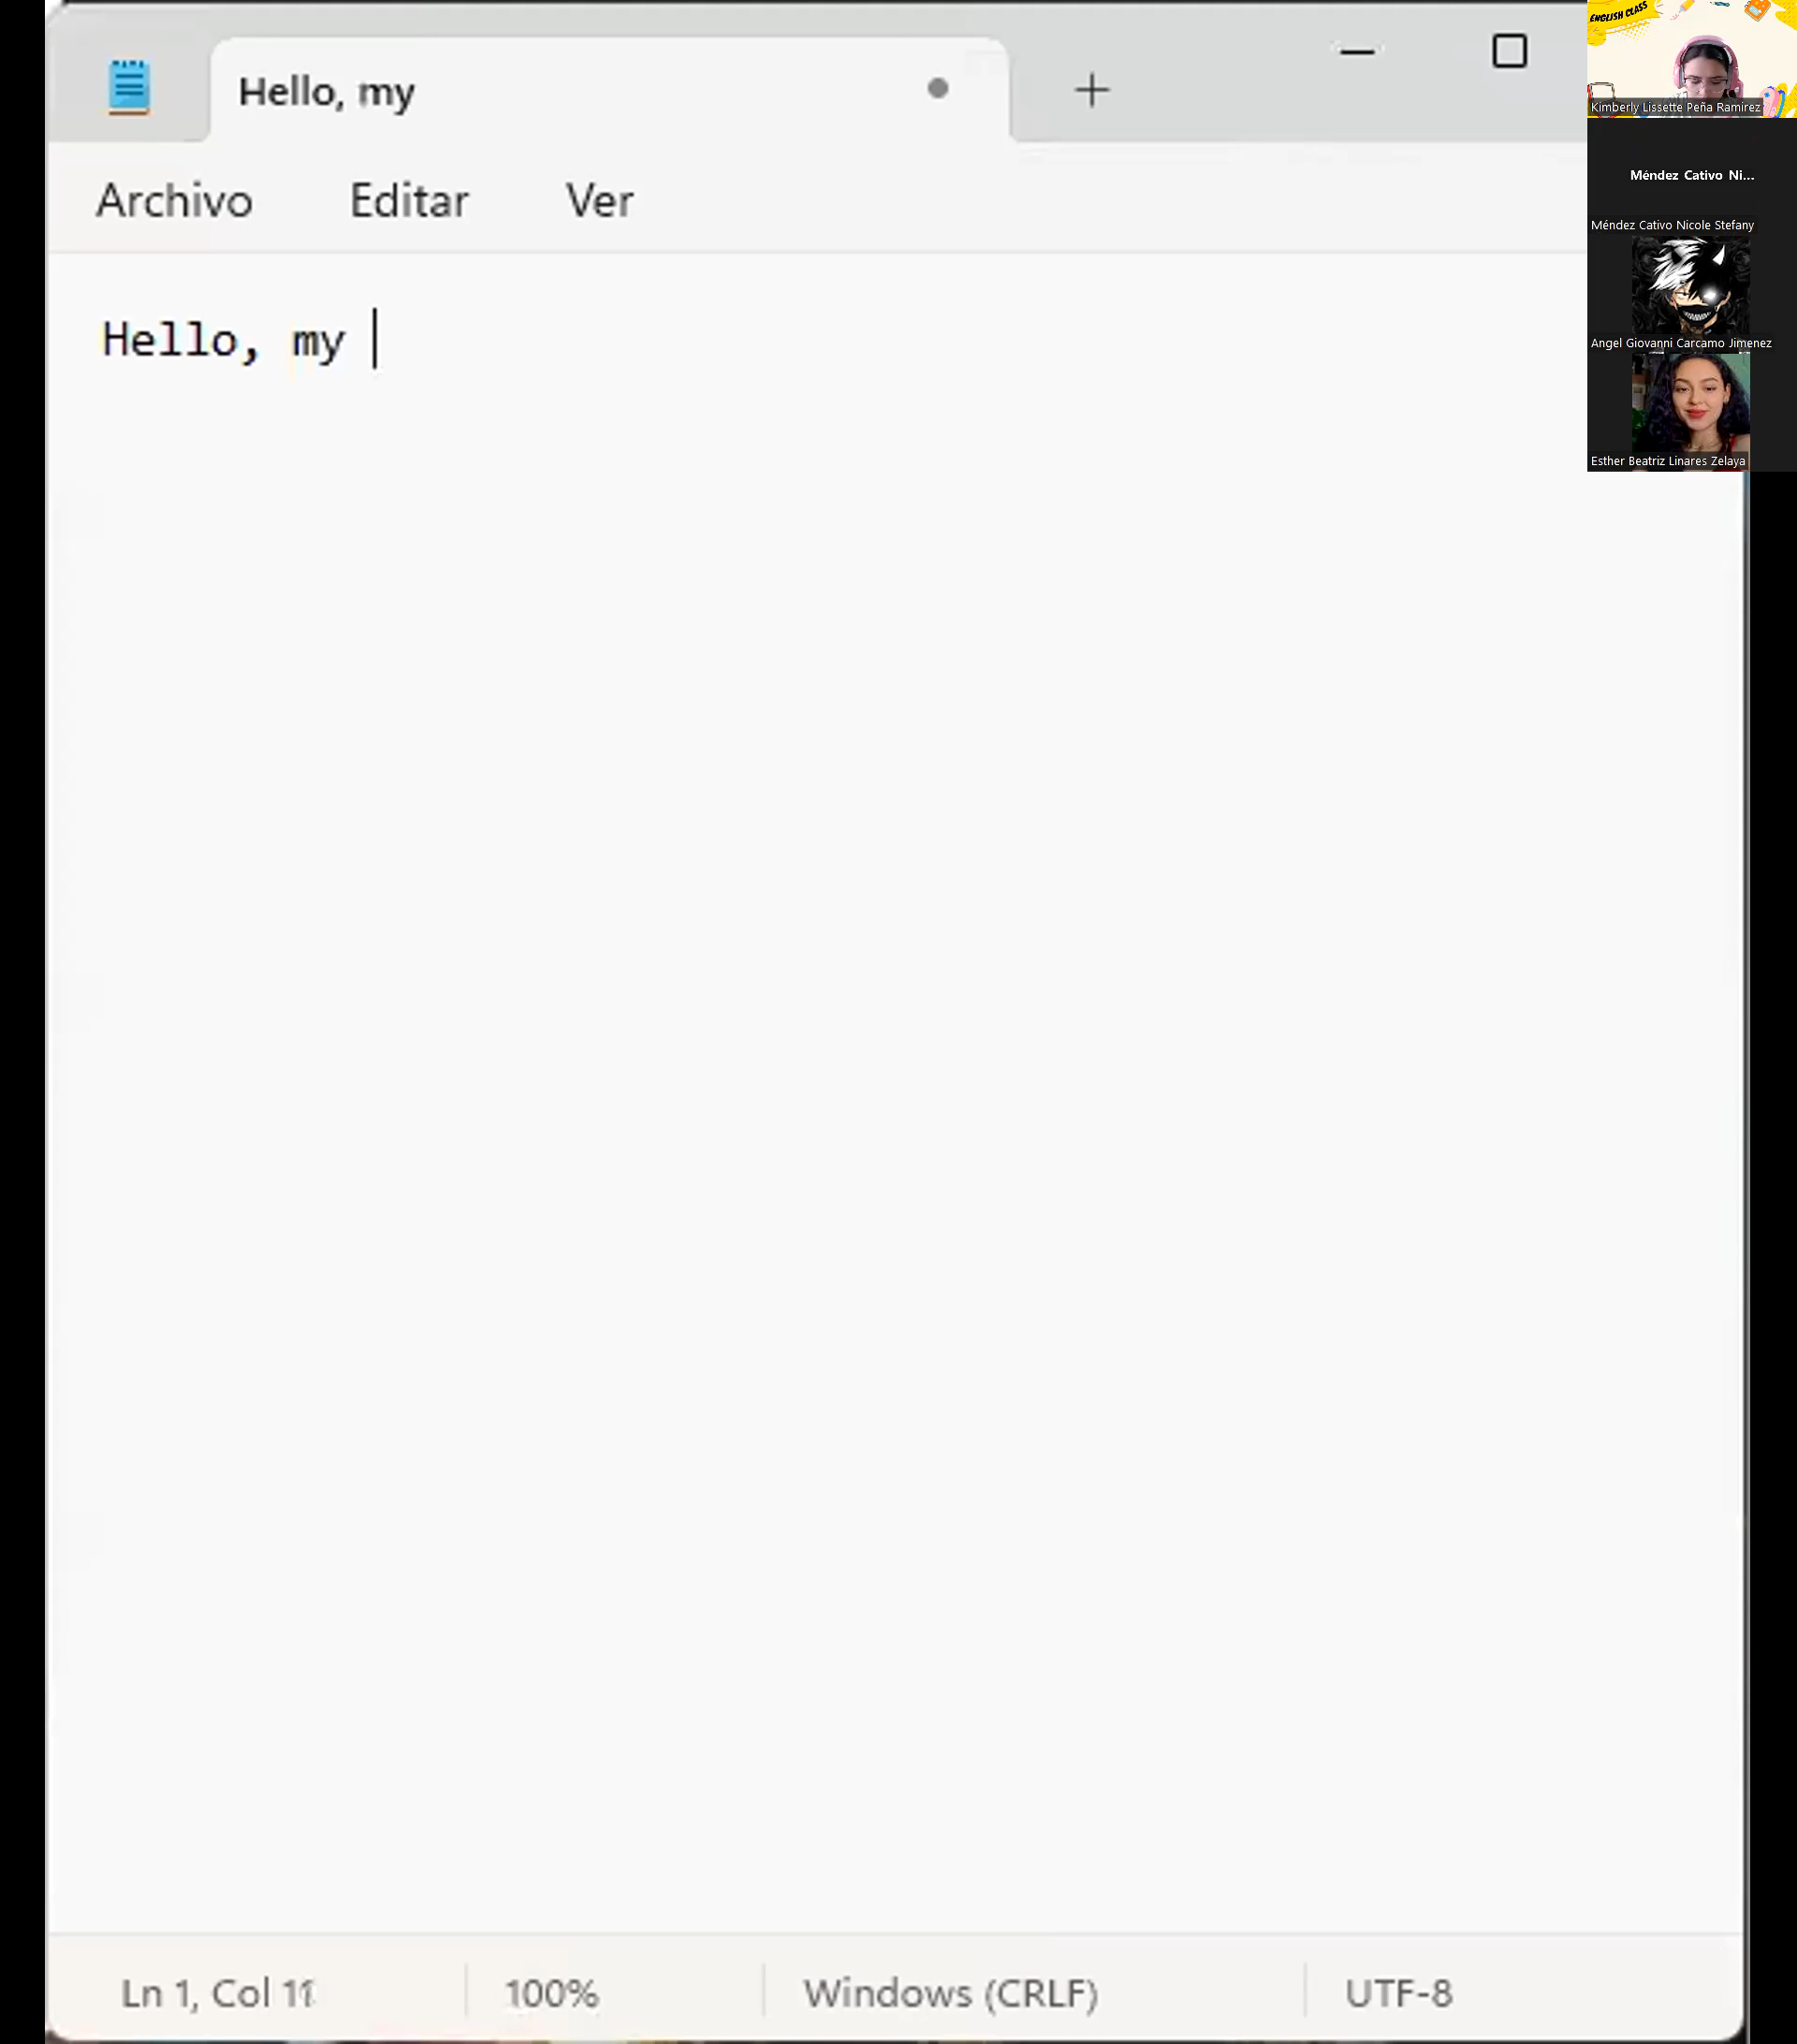 Hello, my
Archivo Editar Ver
Hello, my
Ln 1, Col 11 100% Windows (CRLF) UTF-8
ENGLISH CLASS
Kimberly Lissette Peña Ramirez
Méndez Cativo Ni...
Méndez Cativo Nicole Stefany
Angel Giovanni Carcamo Jimenez
Esther Beatriz Linares Zelaya